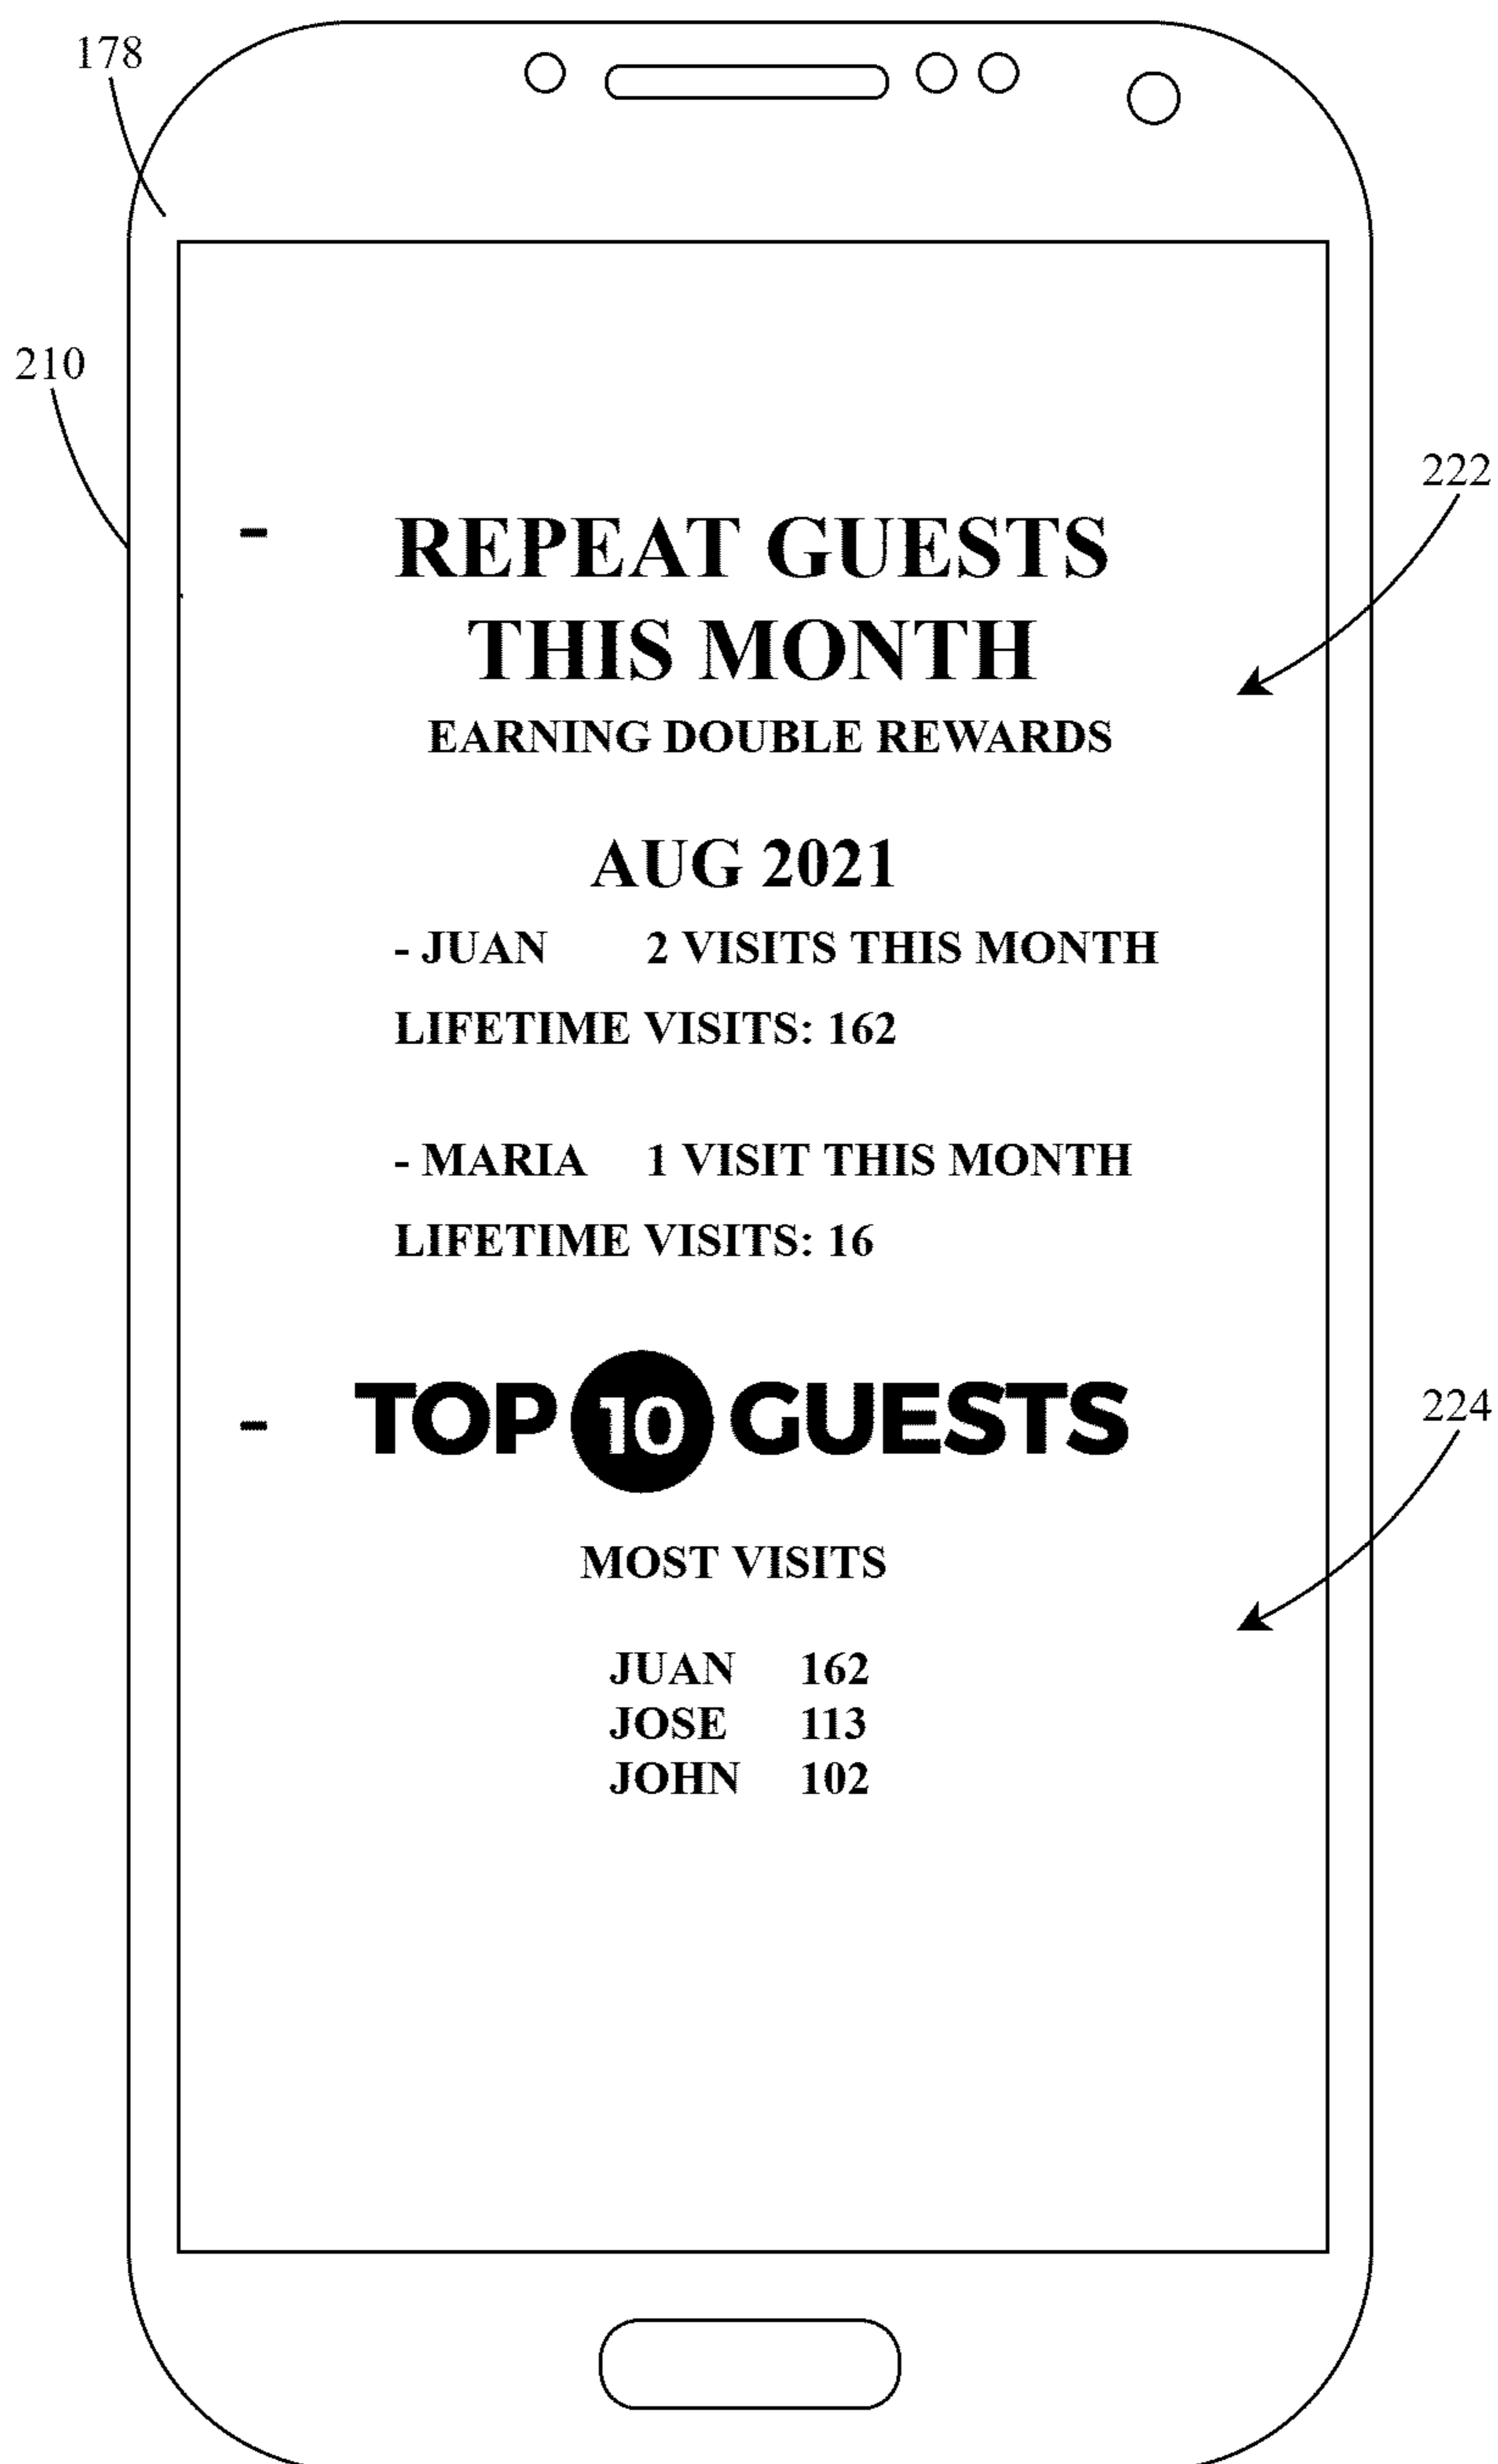 178
210
222
- REPEAT GUESTS
THIS MONTH
EARNING DOUBLE REWARDS
AUG 2021
- JUAN 2 VISITS THIS MONTH
LIFETIME VISITS: 162
- MARIA 1 VISIT THIS MONTH
LIFETIME VISITS: 16
- TOP 10 GUESTS
224
MOST VISITS
JUAN 162
JOSE 113
JOHN 102